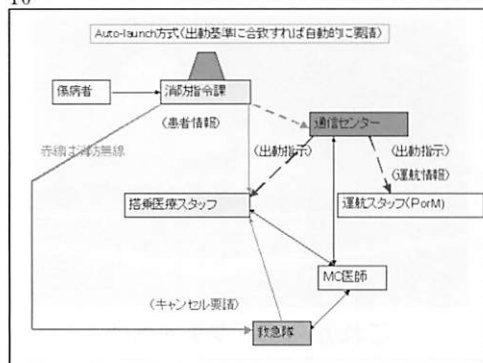 16
Auto-launch方式(出動基準に合致すれば自動的に要請)
傷病者
消防指令課
(患者情報)
通信センター
赤線は消防無線
(出動指示)
(出動指示)
(運航情報)
搭乗医療スタッフ
運航スタッフ(PorM)
MC医師
(キャンセル要請)
救急隊